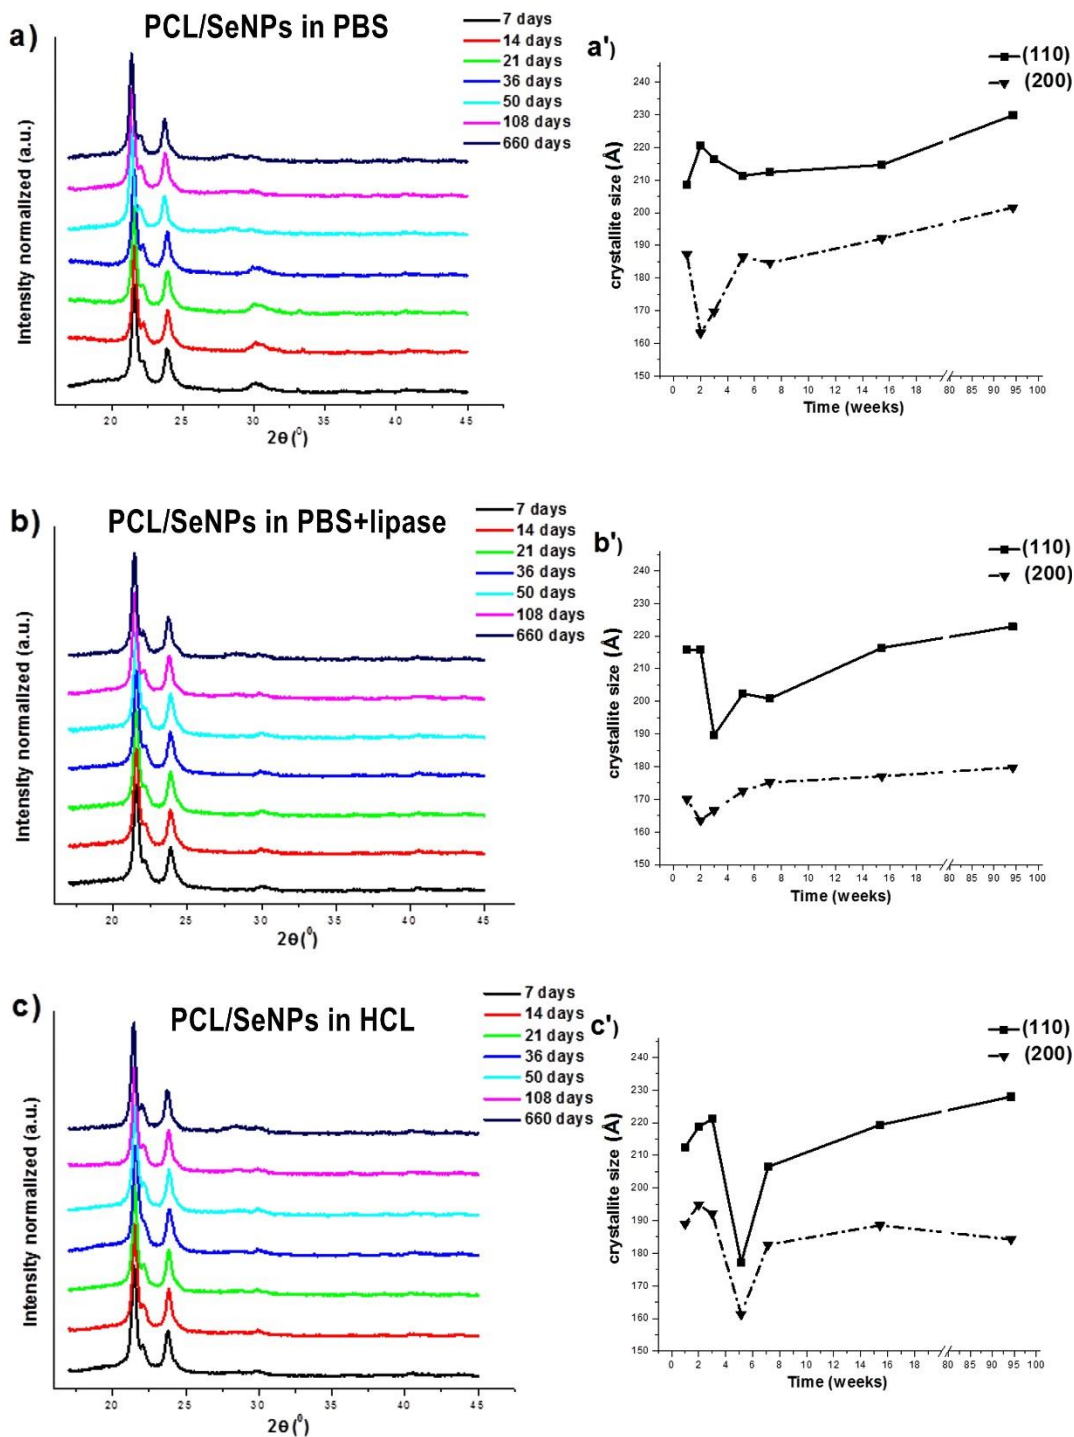 a)
PCL/SeNPs in PBS
7 days
14 days
21 days
36 days
50 days
108 days
660 days
Intensity normalized (a.u.)
21 25 30 35 40 45
2θ (⁰)
a')
(110)
(200)
crystallite size (Å)
240
230
220
210
200
190
180
170
160
150
0 2 4 6 8 10 12 14 16 18 20 80 85 90 95 100
Time (weeks)
b)
PCL/SeNPs in PBS+lipase
7 days
14 days
21 days
36 days
50 days
108 days
660 days
Intensity normalized (a.u.)
21 25 30 35 40 45
2θ (⁰)
b')
(110)
(200)
crystallite size (Å)
240
230
220
210
200
190
180
170
160
150
0 2 4 6 8 10 12 14 16 18 20 80 85 90 95 100
Time (weeks)
c)
PCL/SeNPs in HCL
7 days
14 days
21 days
36 days
50 days
108 days
660 days
Intensity normalized (a.u.)
21 25 30 35 40 45
2θ (⁰)
c')
(110)
(200)
crystallite size (Å)
240
230
220
210
200
190
180
170
160
150
0 2 4 6 8 10 12 14 16 18 20 80 85 90 95 100
Time (weeks)